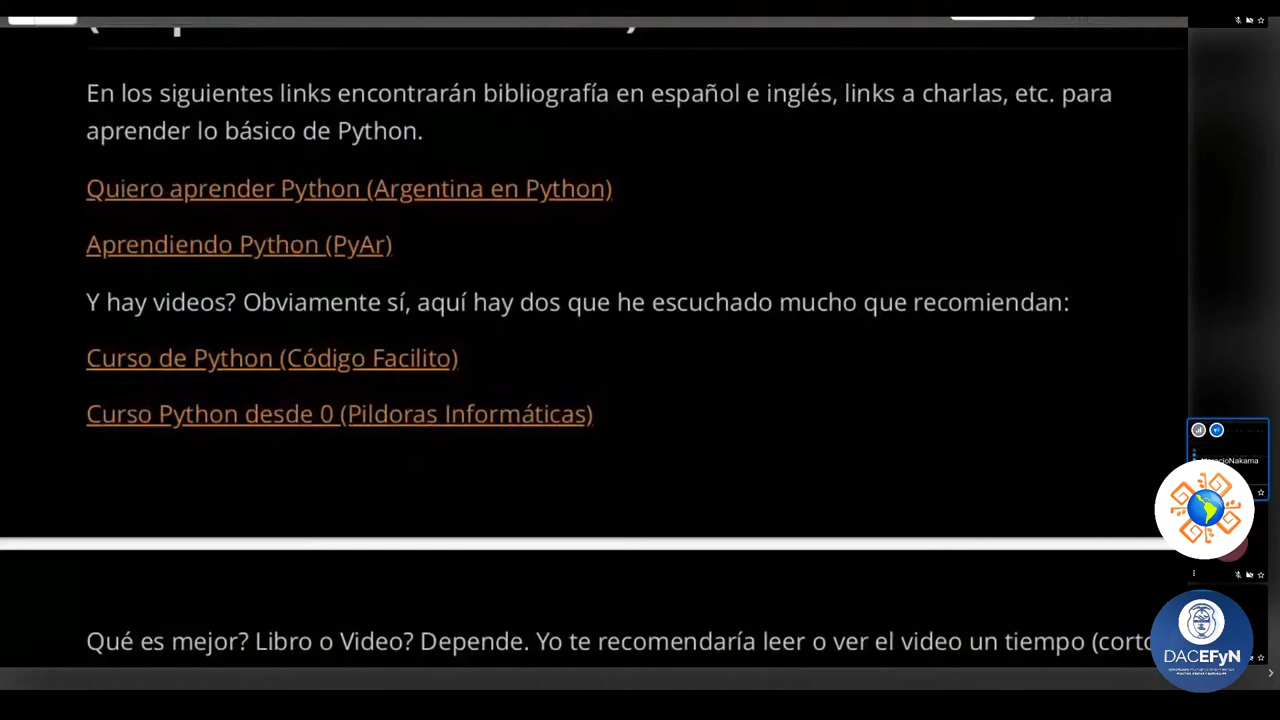 En los siguientes links encontrarán bibliografía en español e inglés, links a charlas, etc. para
aprender lo básico de Python.
Quiero aprender Python (Argentina en Python)
Aprendiendo Python (PyAr)
Y hay videos? Obviamente sí, aquí hay dos que he escuchado mucho que recomiendan:
Curso de Python (Código Facilito)
Curso Python desde 0 (Pildoras Informáticas)
Qué es mejor? Libro o Video? Depende. Yo te recomendaría leer o ver el video un tiempo (corto
DACEFyN